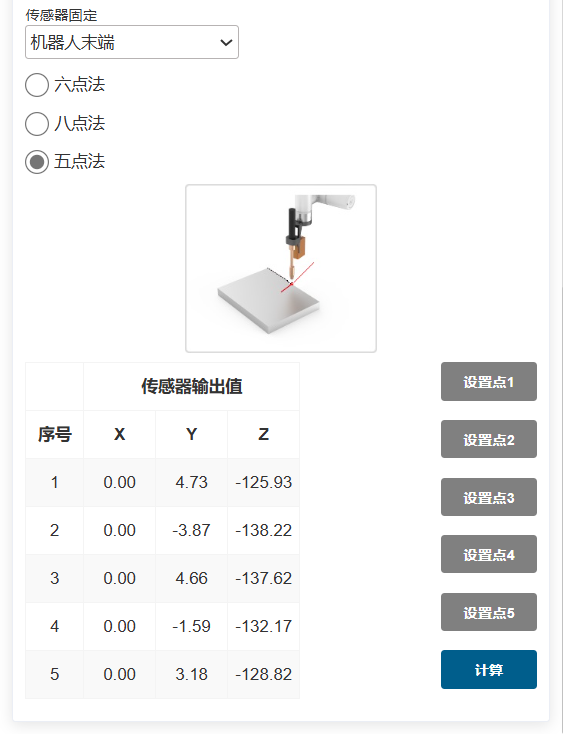 传感器固定
机器人末端
六点法
八点法
五点法
传感器输出值
序号 X Y Z
1 0.00 4.73 -125.93
2 0.00 -3.87 -138.22
3 0.00 4.66 -137.62
4 0.00 -1.59 -132.17
5 0.00 3.18 -128.82
设置点1
设置点2
设置点3
设置点4
设置点5
计算